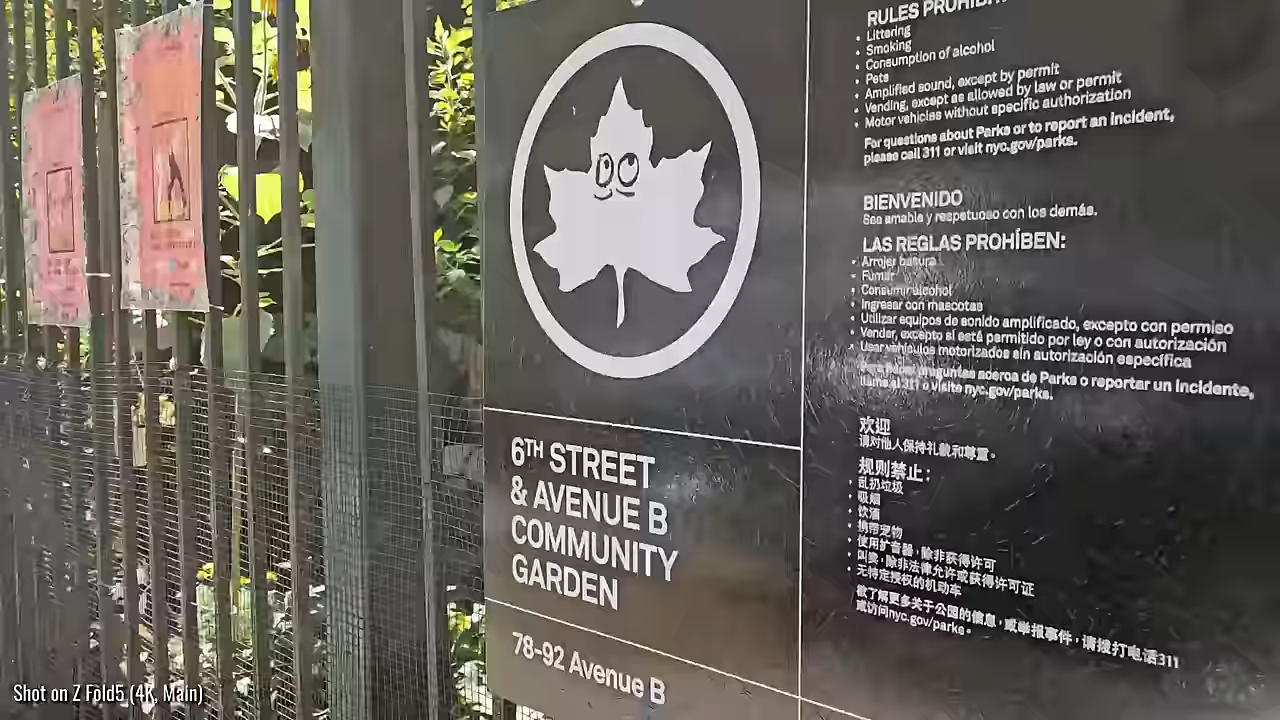 6TH STREET
& AVENUE B
COMMUNITY
GARDEN
78-92 Avenue B
RULES PROHIBIT
• Littering
• Smoking
• Consumption of alcohol
• Pets
• Amplified sound, except by permit
• Vending, except as allowed by law or permit
• Motor vehicles without specific authorization
For questions about Parks or to report an incident,
please call 311 or visit nyc.gov/parks.
BIENVENIDO
Sea amable y respetuoso con los demás.
LAS REGLAS PROHÍBEN:
• Arrojar basura
• Fumar
• Consumir alcohol
• Ingresar con mascotas
• Utilizar equipos de sonido amplificado, excepto con permiso
• Vender, excepto si está permitido por ley o con autorización
• Usar vehículos motorizados sin autorización específica
Para hacer preguntas acerca de Parks o reportar un incidente,
llame al 311 o visite nyc.gov/parks.
欢迎
请对他人保持礼貌和尊重。
规则禁止：
• 乱扔垃圾
• 吸烟
• 饮酒
• 携带宠物
• 使用扩音器，除非获得许可
• 叫卖，除非法律允许或获得许可证
• 无特定授权的机动车
欲了解更多关于公园的信息，或举报事件，请拨打电话311
或访问nyc.gov/parks。
Shot on Z Fold5 (4K, Main)